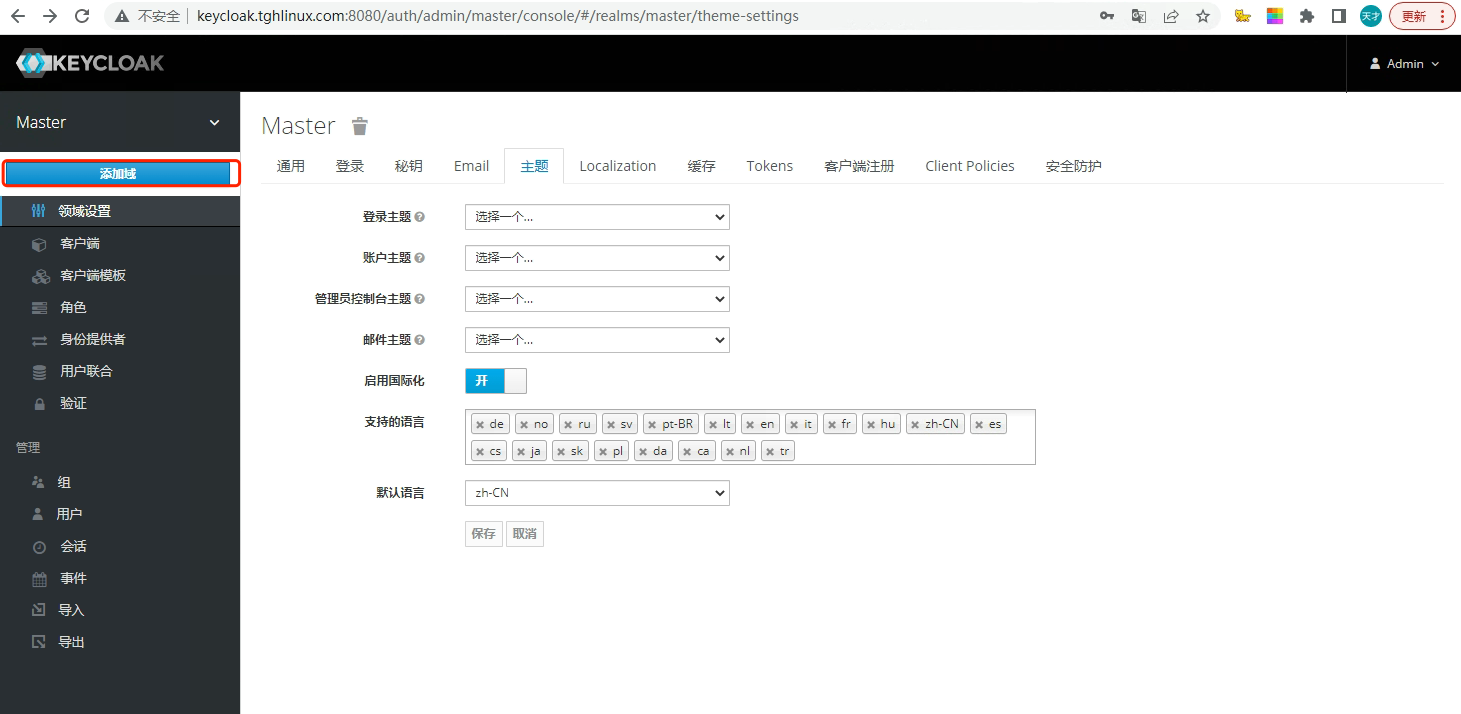 不安全 keycloak.tghlinux.com:8080/auth/admin/master/console/#/realms/master/theme-settings 天才 更新
KEYCLOAK Admin
Master
添加域
领域设置
客户端
客户端模板
角色
身份提供者
用户联合
验证
管理
组
用户
会话
事件
导入
导出
Master
通用 登录 秘钥 Email 主题 Localization 缓存 Tokens 客户端注册 Client Policies 安全防护
登录主题 选择一个...
账户主题 选择一个...
管理员控制台主题 选择一个...
邮件主题 选择一个...
启用国际化 开
支持的语言 × de × no × ru × sv × pt-BR × lt × en × it × fr × hu × zh-CN × es
× cs × ja × sk × pl × da × ca × nl × tr
默认语言 zh-CN
保存 取消